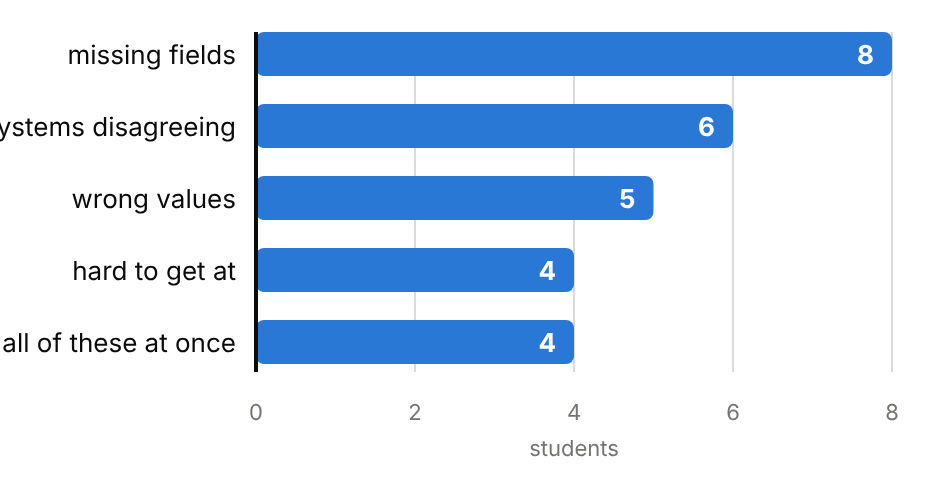 missing fields 8
ystems disagreeing 6
wrong values 5
hard to get at 4
all of these at once 4
0 2 4 6 8
students